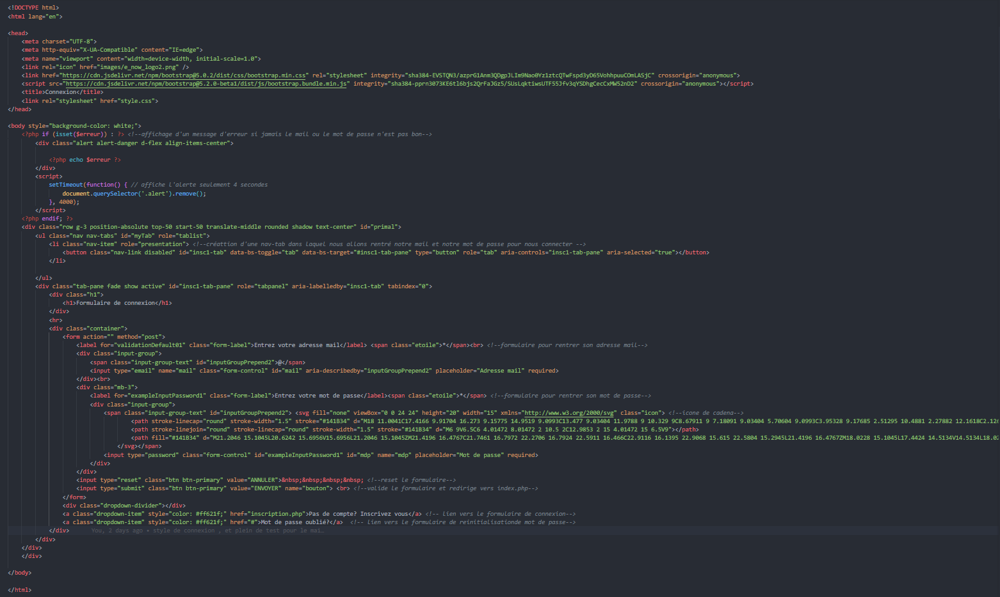 <!DOCTYPE html>
<html lang="en">
<head>
<meta charset="UTF-8">
<meta http-equiv="X-UA-Compatible" content="IE=edge">
<meta name="viewport" content="width=device-width, initial-scale=1.0">
<link rel="icon" href="images/e_now_logo2.png" />
<link href="https://cdn.jsdelivr.net/npm/bootstrap@5.0.2/dist/css/bootstrap.min.css" rel="stylesheet" integrity="sha384-EVSTQN3/azprG1Anm3QDgpJLIm9Nao0Yz1ztcQTwFspd3yD65VohhpuuCOmLASjC" crossorigin="anonymous">
<script src="https://cdn.jsdelivr.net/npm/bootstrap@5.2.0-beta1/dist/js/bootstrap.bundle.min.js" integrity="sha384-pprn3073KE6tl6bjs2QrFaJGz5/SUsLqktiwsUTF55Jfv3qYSDhgCecCxMW52nD2" crossorigin="anonymous"></script>
<title>Connexion</title>
<link rel="stylesheet" href="style.css">
</head>
<body style="background-color: white;">
<?php if (isset($erreur)) : ?> <!--affichage d'un message d'erreur si jamais le mail ou le mot de passe n'est pas bon-->
<div class="alert alert-danger d-flex align-items-center">
<?php echo $erreur ?>
</div>
<script>
setTimeout(function() { // affiche l'alerte seulement 4 secondes
document.querySelector('.alert').remove();
}, 4000);
</script>
<?php endif; ?>
<div class="row g-3 position-absolute top-50 start-50 translate-middle rounded shadow text-center" id="primal">
<ul class="nav nav-tabs" id="myTab" role="tablist">
<li class="nav-item" role="presentation"> <!--créattion d'une nav-tab dans laquel nous allons rentré notre mail et notre mot de passe pour nous connecter -->
<button class="nav-link disabled" id="insc1-tab" data-bs-toggle="tab" data-bs-target="#insc1-tab-pane" type="button" role="tab" aria-controls="insc1-tab-pane" aria-selected="true"></button>
</li>
</ul>
<div class="tab-pane fade show active" id="insc1-tab-pane" role="tabpanel" aria-labelledby="insc1-tab" tabindex="0">
<div class="h1">
<h1>Formulaire de connexion</h1>
</div>
<hr>
<div class="container">
<form action="" method="post">
<label for="validationDefault01" class="form-label">Entrez votre adresse mail</label> <span class="etoile">*</span><br> <!--formulaire pour rentrer son adresse mail-->
<div class="input-group">
<span class="input-group-text" id="inputGroupPrepend2">@</span>
<input type="email" name="mail" class="form-control" id="mail" aria-describedby="inputGroupPrepend2" placeholder="Adresse mail" required>
</div><br>
<div class="mb-3">
<label for="exampleInputPassword1" class="form-label">Entrez votre mot de passe</label><span class="etoile">*</span> <!--formulaire pour rentrer son mot de passe-->
<div class="input-group">
<span class="input-group-text" id="inputGroupPrepend2"> <svg fill="none" viewBox="0 0 24 24" height="20" width="15" xmlns="http://www.w3.org/2000/svg" class="icon"> <!--icone de cadena-->
<path stroke-linecap="round" stroke-width="1.5" stroke="#141B34" d="M18 11.0041C17.4166 9.91704 16.273 9.15775 14.9519 9.0993C13.477 9.03404 11.9788 9 10.329 9C8.67911 9 7.18091 9.03404 5.70604 9.0993C3.95328 9.17685 2.51295 10.4881 2.27882 12.1618C2.126
<path stroke-linejoin="round" stroke-linecap="round" stroke-width="1.5" stroke="#141B34" d="M6 9V6.5C6 4.01472 8.01472 2 10.5 2C12.9853 2 15 4.01472 15 6.5V9"></path>
<path fill="#141B34" d="M21.2046 15.1045L20.6242 15.6956V15.6956L21.2046 15.1045ZM21.4196 16.4767C21.7461 16.7972 22.2706 16.7924 22.5911 16.466C22.9116 16.1395 22.9068 15.615 22.5804 15.2945L21.4196 16.4767ZM18.0228 15.1045L17.4424 14.5134V14.5134L18.02
</svg></span>
<input type="password" class="form-control" id="exampleInputPassword1" id="mdp" name="mdp" placeholder="Mot de passe" required>
</div>
</div>
<input type="reset" class="btn btn-primary" value="ANNULER">&nbsp;&nbsp;&nbsp;&nbsp; <!--reset le formulaire-->
<input type="submit" class="btn btn-primary" value="ENVOYER" name="bouton"> <br> <!--valide le formulaire et redirige vers index.php-->
</form>
<div class="dropdown-divider"></div>
<a class="dropdown-item" style="color: #ff621f;" href="inscription.php">Pas de compte? Inscrivez vous</a> <!-- lien vers le formulaire de connexion-->
<a class="dropdown-item" style="color: #ff621f;" href="#">Mot de passe oublié?</a> <!-- lien vers le formulaire de reinitialisationde mot de passe-->
</div> You, 2 days ago • style de connexion , et plein de test pour le mai…
</div>
</div>
</div>
</body>
</html>